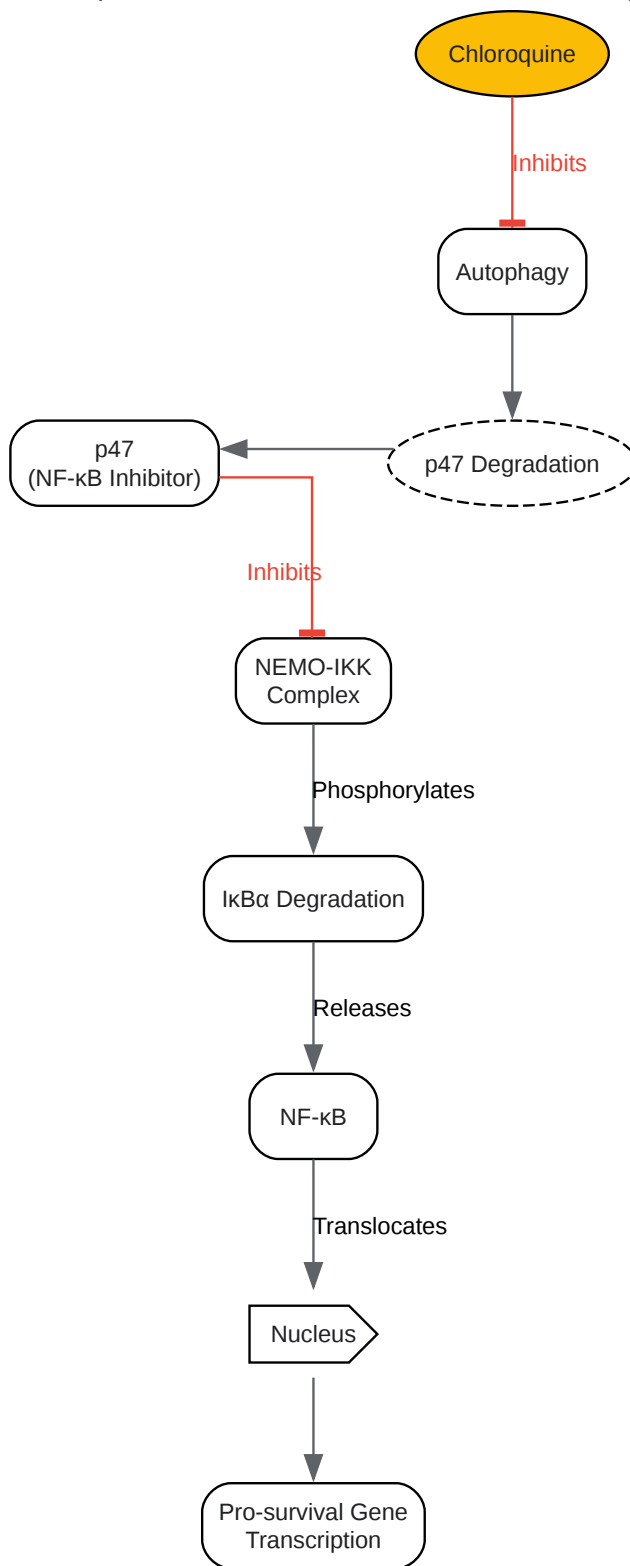 Chloroquine
Inhibits
Autophagy
p47
(NF-κB Inhibitor)
p47 Degradation
Inhibits
NEMO-IKK
Complex
Phosphorylates
IκBα Degradation
Releases
NF-κB
Translocates
Nucleus
Pro-survival Gene
Transcription